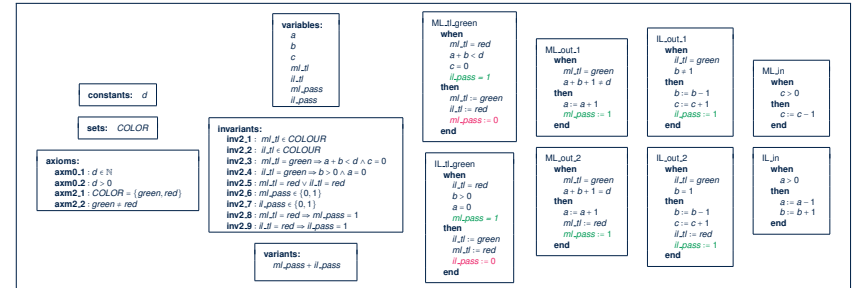 constants: d
sets: COLOR
axioms:
axm0_1 : d ∈ ℕ
axm0_2 : d > 0
axm2_1 : COLOR = {green, red}
axm2_2 : green ≠ red
variables:
a
b
c
ml_tl
il_tl
ml_pass
il_pass
invariants:
inv2_1 : ml_tl ∈ COLOUR
inv2_2 : il_tl ∈ COLOUR
inv2_3 : ml_tl = green ⇒ a + b < d ∧ c = 0
inv2_4 : il_tl = green ⇒ b > 0 ∧ a = 0
inv2_5 : ml_tl = red ∨ il_tl = red
inv2_6 : ml_pass ∈ {0, 1}
inv2_7 : il_pass ∈ {0, 1}
inv2_8 : ml_tl = red ⇒ ml_pass = 1
inv2_9 : il_tl = red ⇒ il_pass = 1
variants:
ml_pass + il_pass
ML_tl_green
when
ml_tl = red
a + b < d
c = 0
il_pass = 1
then
ml_tl := green
il_tl := red
ml_pass := 0
end
IL_tl_green
when
il_tl = red
b > 0
a = 0
ml_pass = 1
then
il_tl := green
ml_tl := red
il_pass := 0
end
ML_out_1
when
ml_tl = green
a + b + 1 ≠ d
then
a := a + 1
ml_pass := 1
end
ML_out_2
when
ml_tl = green
a + b + 1 = d
then
a := a + 1
ml_tl := red
ml_pass := 1
end
IL_out_1
when
il_tl = green
b ≠ 1
then
b := b − 1
c := c + 1
il_pass := 1
end
IL_out_2
when
il_tl = green
b = 1
then
b := b − 1
c := c + 1
il_tl := red
il_pass := 1
end
ML_in
when
c > 0
then
c := c − 1
end
IL_in
when
a > 0
then
a := a − 1
b := b + 1
end